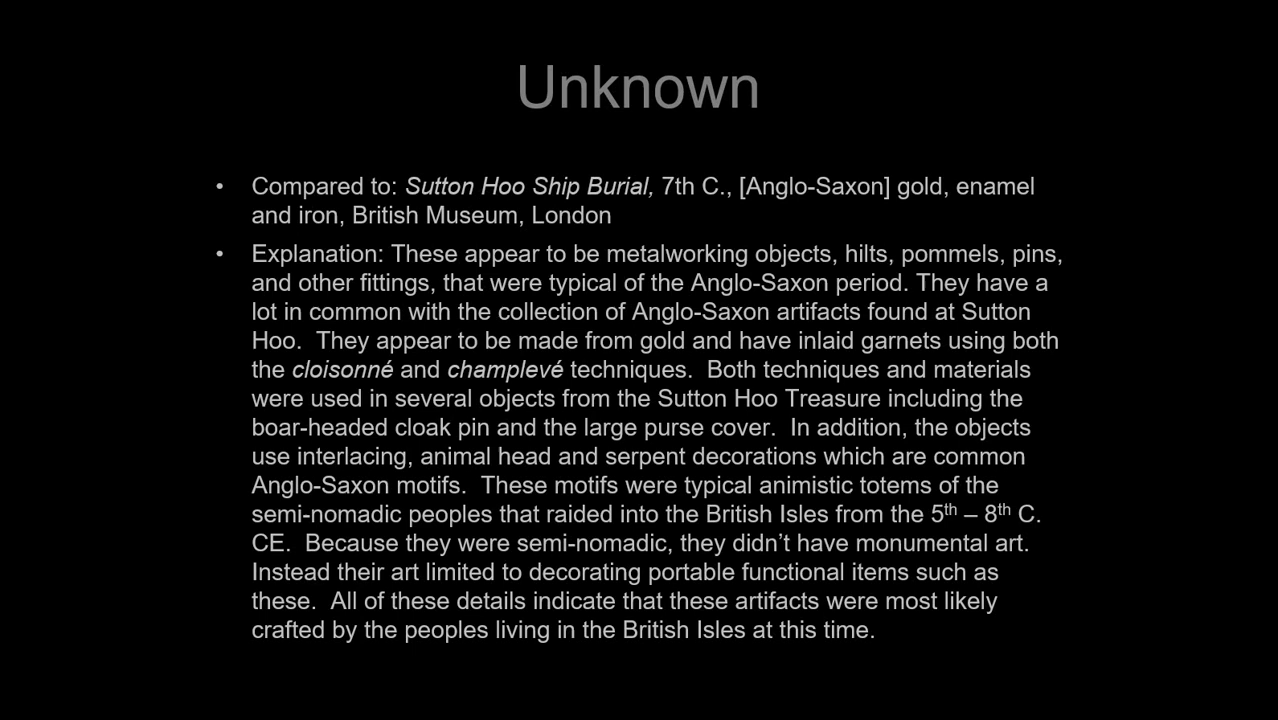 Unknown
• Compared to: Sutton Hoo Ship Burial, 7th C., [Anglo-Saxon] gold, enamel
and iron, British Museum, London
• Explanation: These appear to be metalworking objects, hilts, pommels, pins,
and other fittings, that were typical of the Anglo-Saxon period. They have a
lot in common with the collection of Anglo-Saxon artifacts found at Sutton
Hoo.  They appear to be made from gold and have inlaid garnets using both
the cloisonné and champlevé techniques.  Both techniques and materials
were used in several objects from the Sutton Hoo Treasure including the
boar-headed cloak pin and the large purse cover.  In addition, the objects
use interlacing, animal head and serpent decorations which are common
Anglo-Saxon motifs.  These motifs were typical animistic totems of the
semi-nomadic peoples that raided into the British Isles from the 5th – 8th C.
CE.  Because they were semi-nomadic, they didn’t have monumental art.
Instead their art limited to decorating portable functional items such as
these.  All of these details indicate that these artifacts were most likely
crafted by the peoples living in the British Isles at this time.